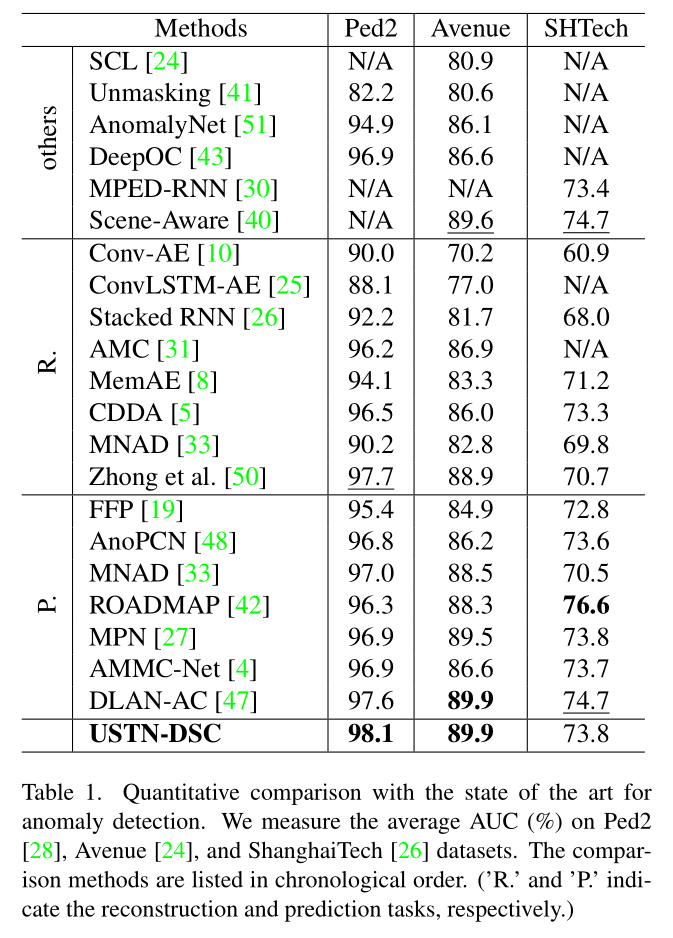 Methods Ped2 Avenue SHTech
others
SCL [24] N/A 80.9 N/A
Unmasking [41] 82.2 80.6 N/A
AnomalyNet [51] 94.9 86.1 N/A
DeepOC [43] 96.9 86.6 N/A
MPED-RNN [30] N/A N/A 73.4
Scene-Aware [40] N/A 89.6 74.7
R.
Conv-AE [10] 90.0 70.2 60.9
ConvLSTM-AE [25] 88.1 77.0 N/A
Stacked RNN [26] 92.2 81.7 68.0
AMC [31] 96.2 86.9 N/A
MemAE [8] 94.1 83.3 71.2
CDDA [5] 96.5 86.0 73.3
MNAD [33] 90.2 82.8 69.8
Zhong et al. [50] 97.7 88.9 70.7
P.
FFP [19] 95.4 84.9 72.8
AnoPCN [48] 96.8 86.2 73.6
MNAD [33] 97.0 88.5 70.5
ROADMAP [42] 96.3 88.3 76.6
MPN [27] 96.9 89.5 73.8
AMMC-Net [4] 96.9 86.6 73.7
DLAN-AC [47] 97.6 89.9 74.7
USTN-DSC 98.1 89.9 73.8
Table 1. Quantitative comparison with the state of the art for
anomaly detection. We measure the average AUC (%) on Ped2
[28], Avenue [24], and ShanghaiTech [26] datasets. The compar-
ison methods are listed in chronological order. ('R.' and 'P.' indi-
cate the reconstruction and prediction tasks, respectively.)